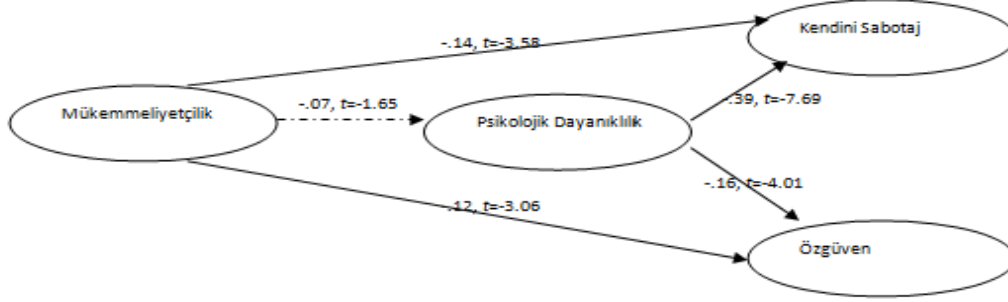 Kendini Sabotaj
-.14, t=-3.58
Mükemmeliyetçilik
-.07, t=-1.65
Psikolojik Dayanıklılık
-.39, t=-7.69
-.16, t=-4.01
-.12, t=-3.06
Özgüven